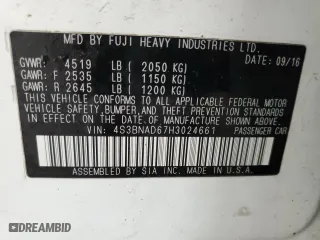 MFD BY FUJI HEAVY INDUSTRIES LTD.
GVWR: 4519 LB ( 2050 KG) DATE: 09/16
GAWR: F 2535 LB ( 1150 KG)
GAWR: R 2645 LB ( 1200 KG)
THIS VEHICLE CONFORMS TO ALL APPLICABLE
FEDERAL MOTOR VEHICLE SAFETY, BUMPER, AND
THEFT PREVENTION STANDARDS IN EFFECT ON
THE DATE OF MANUFACTURE SHOWN ABOVE.
VIN: 4S3BNAD67H3024661
PASSENGER CAR
ASSEMBLED BY SIA INC. MADE IN U.S.A.
DEALERSHIP.COM